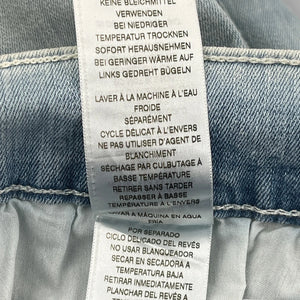 KEINE BLEICHMITTEL
VERWENDEN
BEI NIEDRIGER
TEMPERATUR TROCKNEN
SOFORT HERAUSNEHMEN
BEI GERINGER WÄRME AUF
LINKS GEDREHT BÜGELN
LAVER À LA MACHINE À L'EAU
FROIDE
SÉPARÉMENT
CYCLE DÉLICAT À L'ENVERS
NE PAS UTILISER D'AGENT DE
BLANCHIMENT
SÉCHAGE PAR CULBUTAGE À
BASSE TEMPÉRATURE
RETIRER SANS TARDER
REPASSER À BASSE
TEMPÉRATURE À L'ENVERS
LAVAR A MÁQUINA EN AGUA
FRÍA
POR SEPARADO
CICLO DELICADO DEL REVÉS
NO USAR BLANQUEADOR
SECAR EN SECADORA A
TEMPERATURA BAJA
RETIRAR INMEDIATAMENTE
PLANCHAR DEL REVÉS A